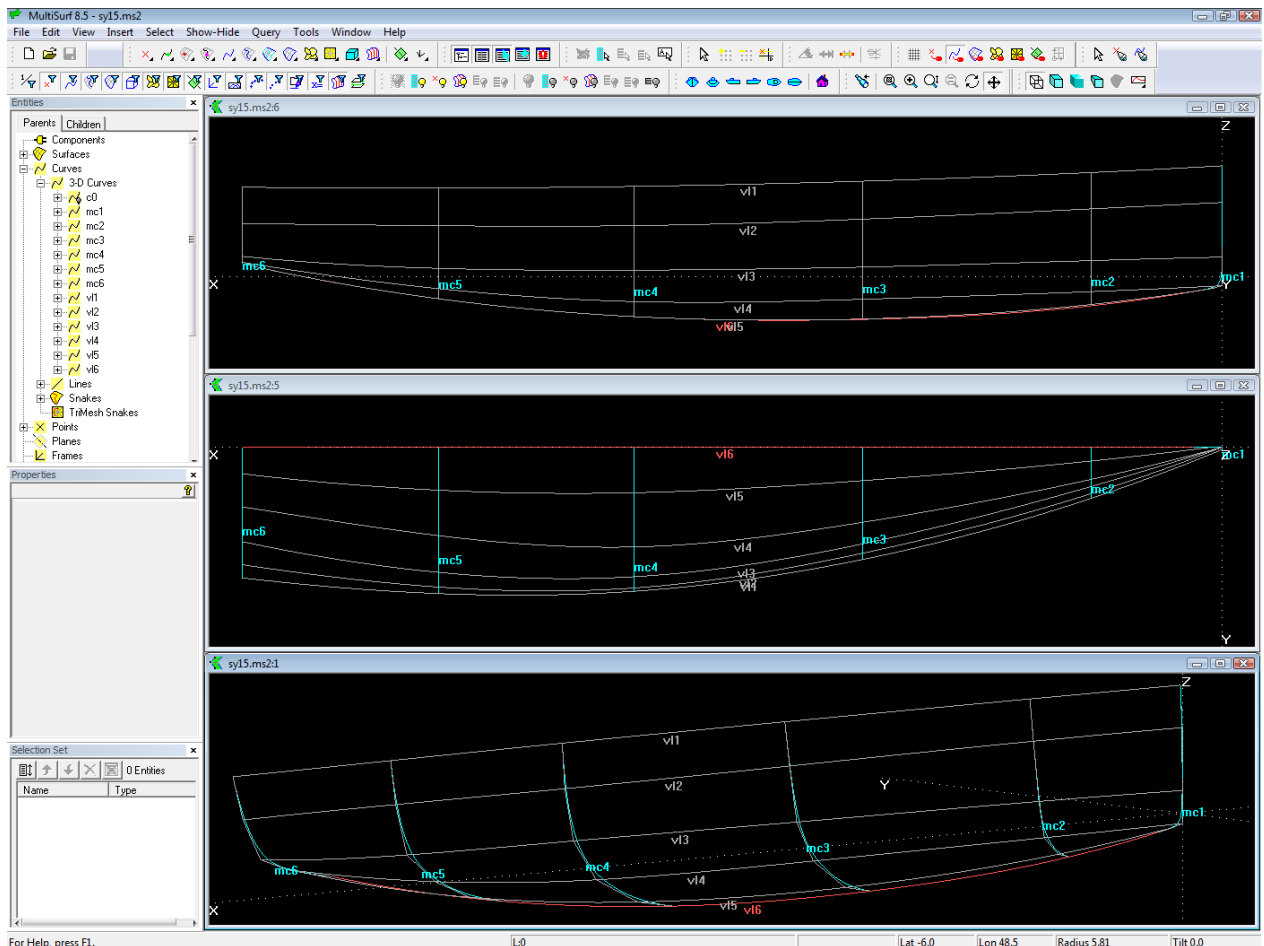 MultiSurf 8.5 - sy15.ms2
File Edit View Insert Select Show-Hide Query Tools Window Help
Entities
Parents Children
Components
Surfaces
Curves
3-D Curves
c0
mc1
mc2
mc3
mc4
mc5
mc6
vl1
vl2
vl3
vl4
vl5
vl6
Lines
Snakes
TriMesh Snakes
Points
Planes
Frames
Properties
Selection Set
0 Entities
Name Type
sy15.ms2:6
Z
vl1
vl2
mc6
vl3
mc1
X
mc5
mc4
mc3
mc2
Y
vl4
vl6 vl5
sy15.ms2:5
X
vl6
Z
mc1
vl5
mc2
mc6
mc3
vl4
mc5
mc4
vl3
vl2
vl1
Y
sy15.ms2:1
Z
vl1
vl2
Y
mc1
mc2
vl3
mc3
mc6
mc5
mc4
vl4
X
vl5
vl6
For Help, press F1.
L:0
Lat -6.0 Lon 48.5 Radius 5.81 Tilt 0.0